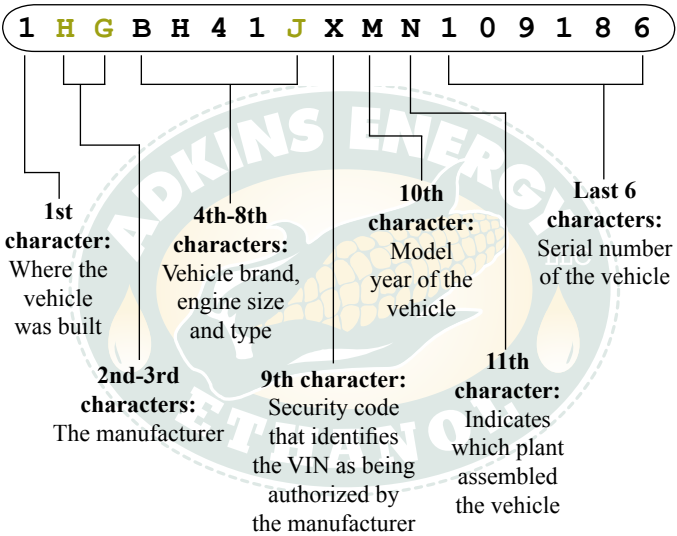 1 H G B H 4 1 J X M N 1 0 9 1 8 6
1st
character:
Where the
vehicle
was built
2nd-3rd
characters:
The manufacturer
4th-8th
characters:
Vehicle brand,
engine size
and type
9th character:
Security code
that identifies
the VIN as being
authorized by
the manufacturer
10th
character:
Model
year of the
vehicle
11th
character:
Indicates
which plant
assembled
the vehicle
Last 6
characters:
Serial number
of the vehicle
ADKINS ENERGY
ETHANOL